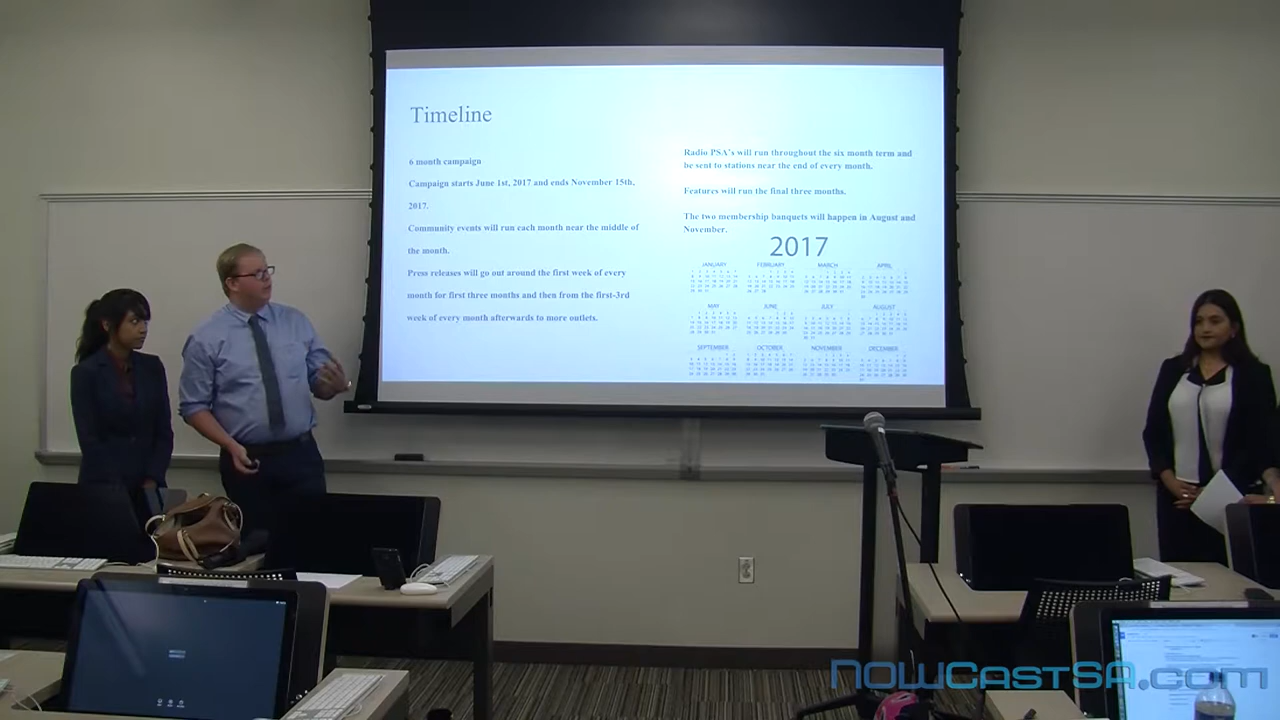 Timeline
6 month campaign
Campaign starts June 1st, 2017 and ends November 15th,
2017.
Community events will run each month near the middle of
the month.
Press releases will go out around the first week of every
month for first three months and then from the first-3rd
week of every month afterwards to more outlets.
Radio PSA's will run throughout the six month term and
be sent to stations near the end of every month.
Features will run the final three months.
The two membership banquets will happen in August and
November.
2017
JANUARY FEBRUARY MARCH APRIL
MAY JUNE JULY AUGUST
SEPTEMBER OCTOBER NOVEMBER DECEMBER
NOWCASTSA.com